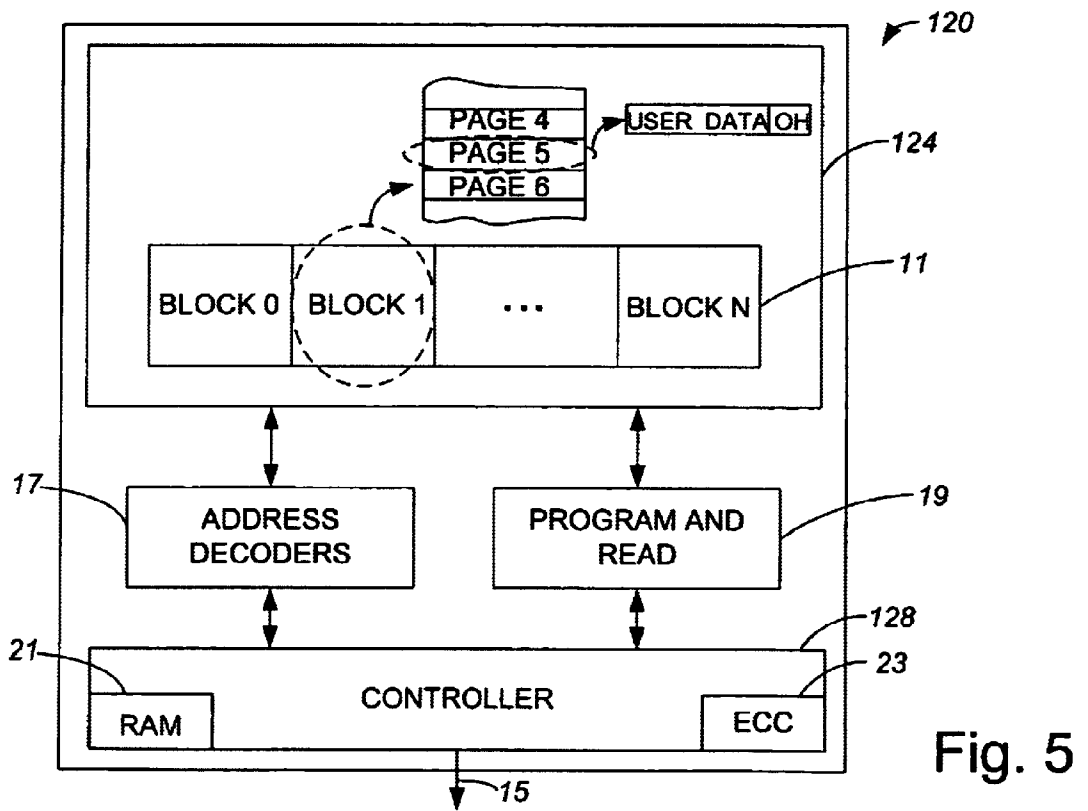 120
PAGE 4
USER DATA OH
PAGE 5
124
PAGE 6
11
BLOCK 0 BLOCK 1 ... BLOCK N
17
19
ADDRESS
DECODERS
PROGRAM AND
READ
128
21
23
CONTROLLER
RAM
ECC
Fig. 5
15